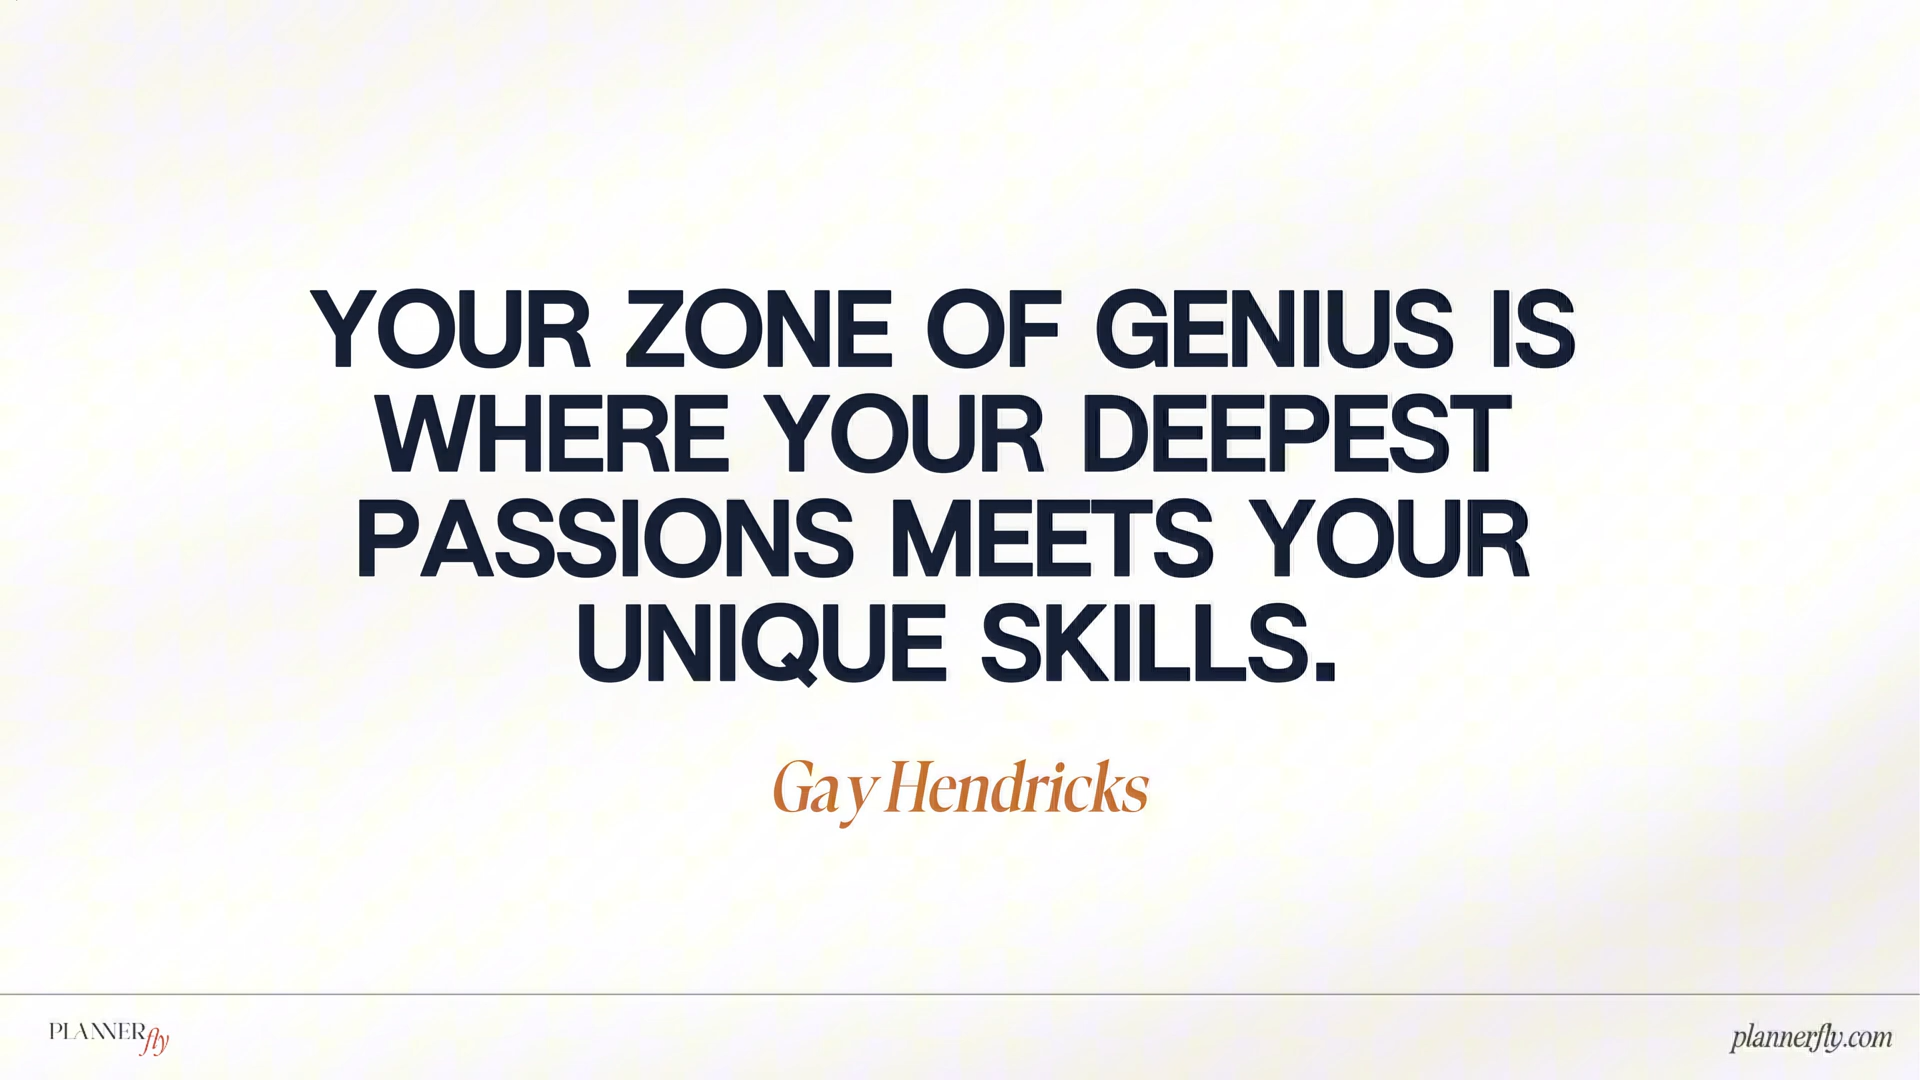 YOUR ZONE OF GENIUS IS
WHERE YOUR DEEPEST
PASSIONS MEETS YOUR
UNIQUE SKILLS.
Gay Hendricks
PLANNERfly
plannerfly.com